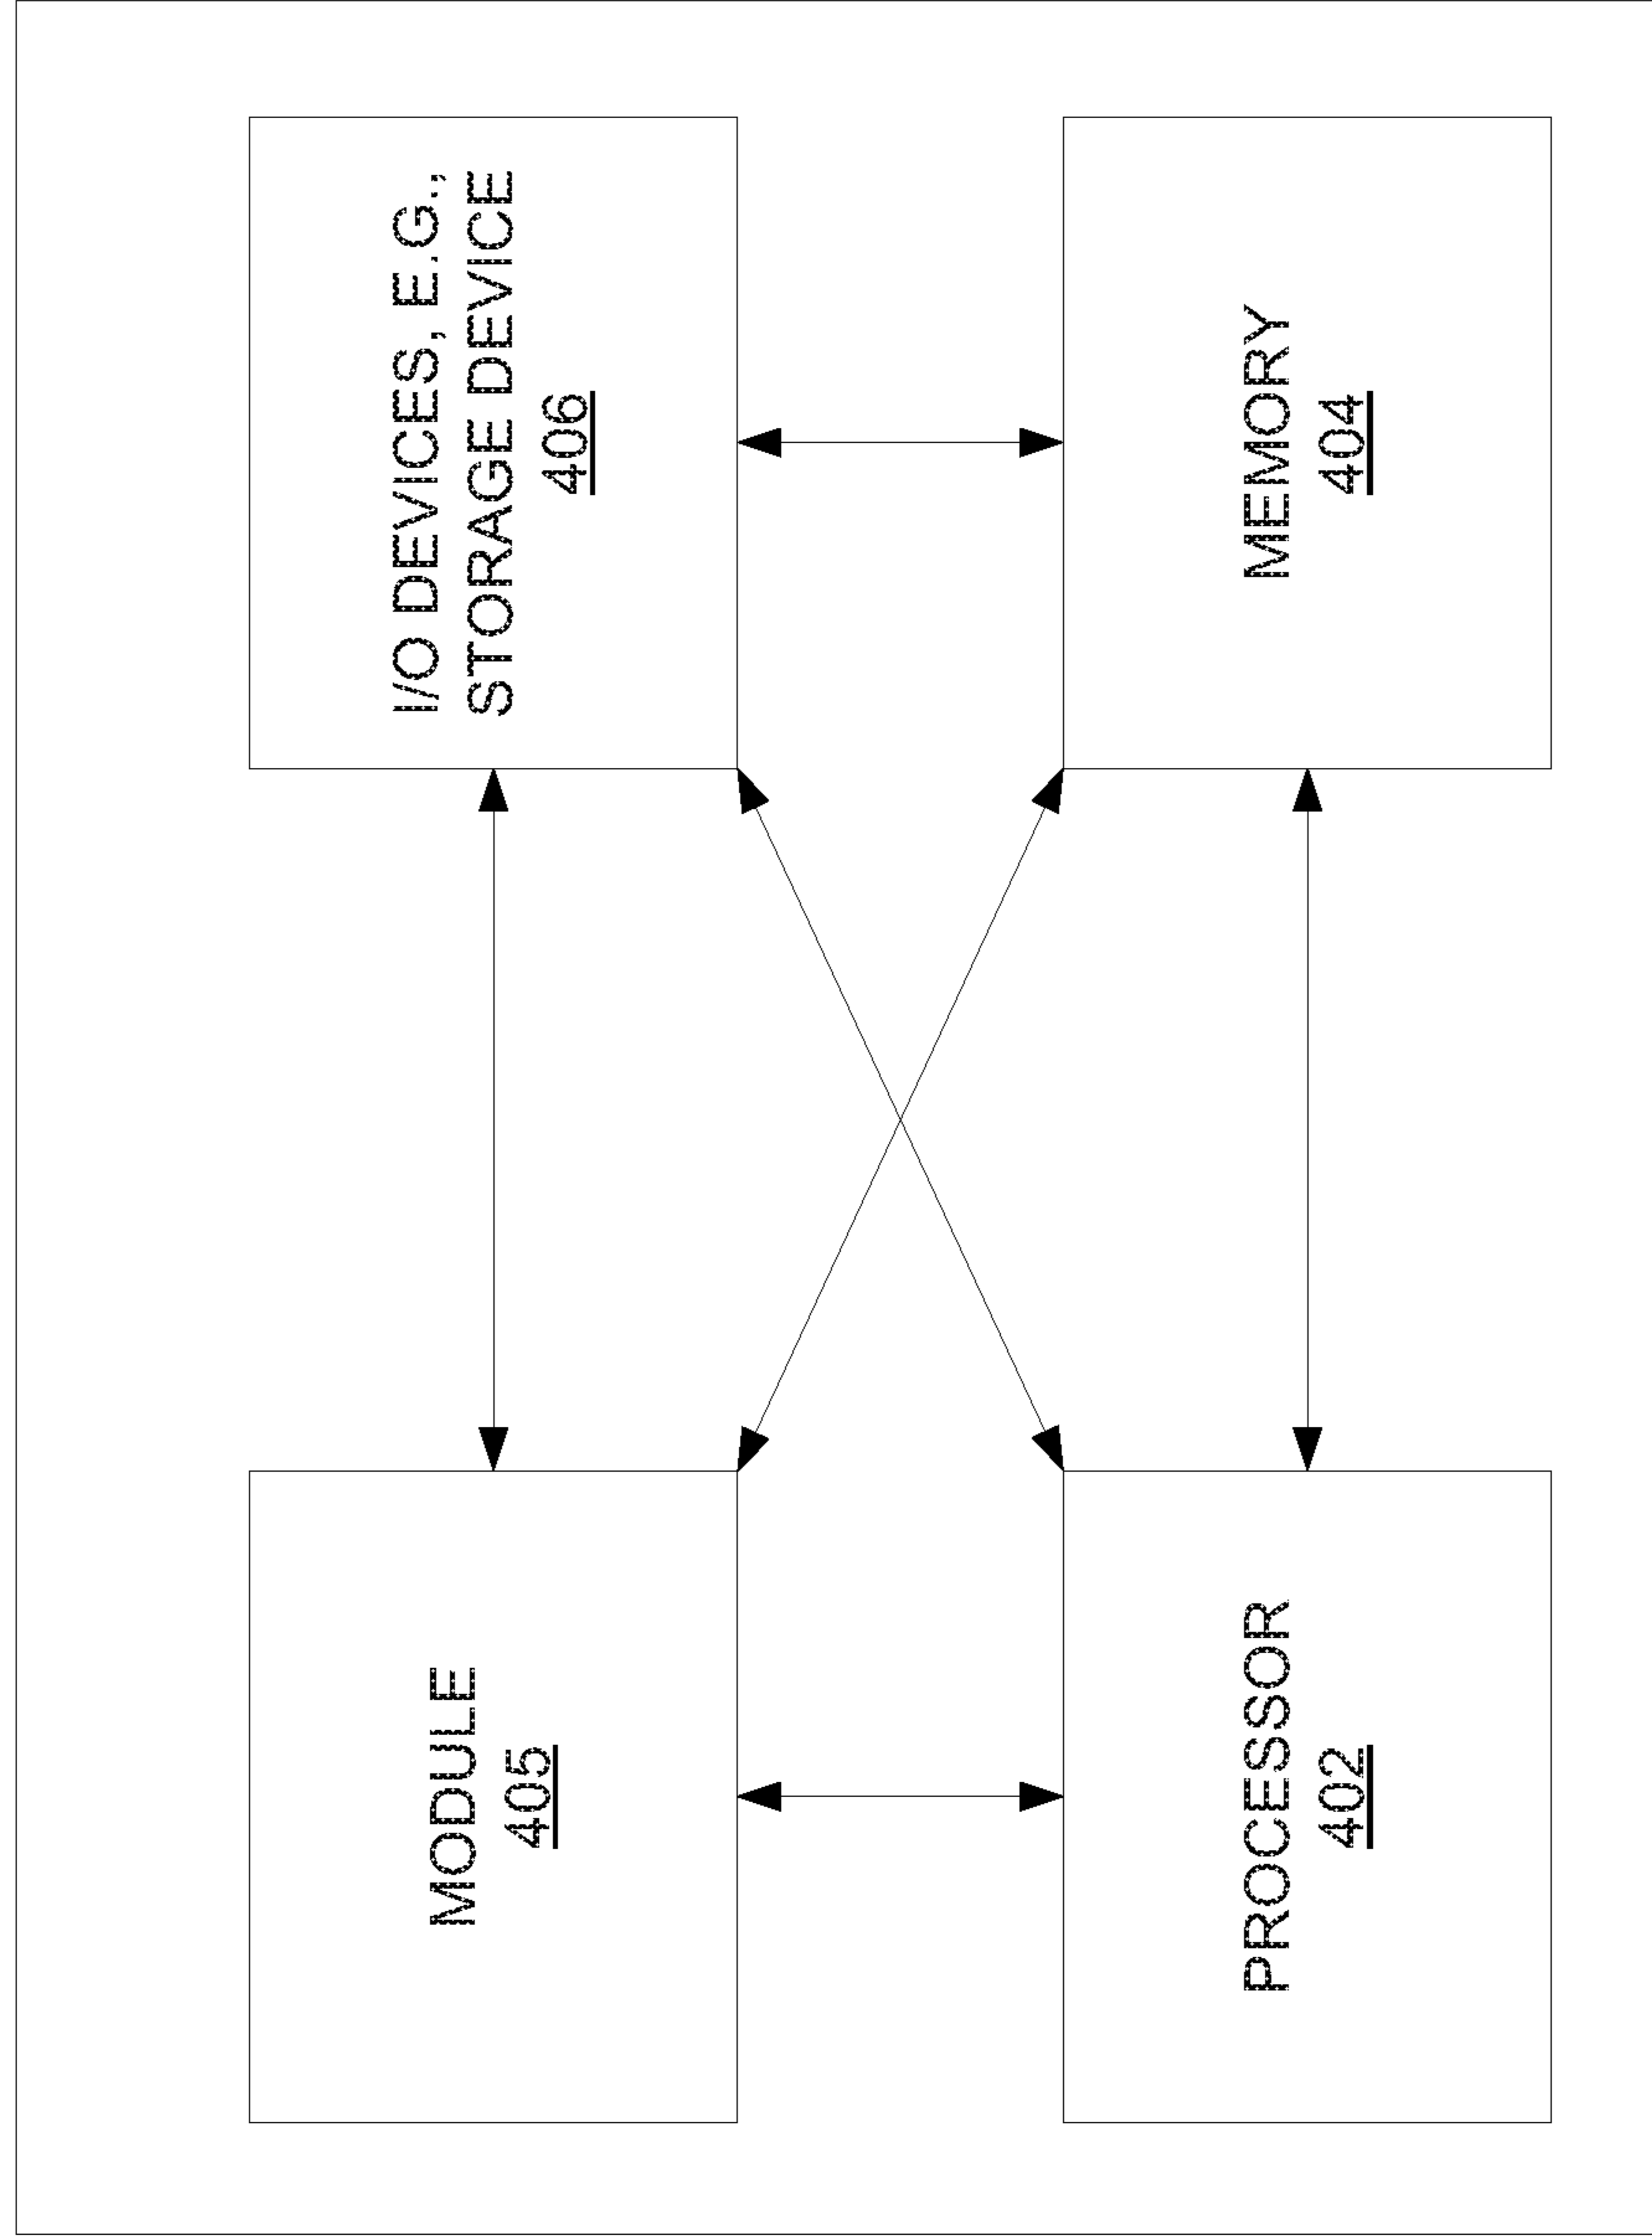 MODULE
405
I/O DEVICES, E.G.,
STORAGE DEVICE
406
PROCESSOR
402
MEMORY
404